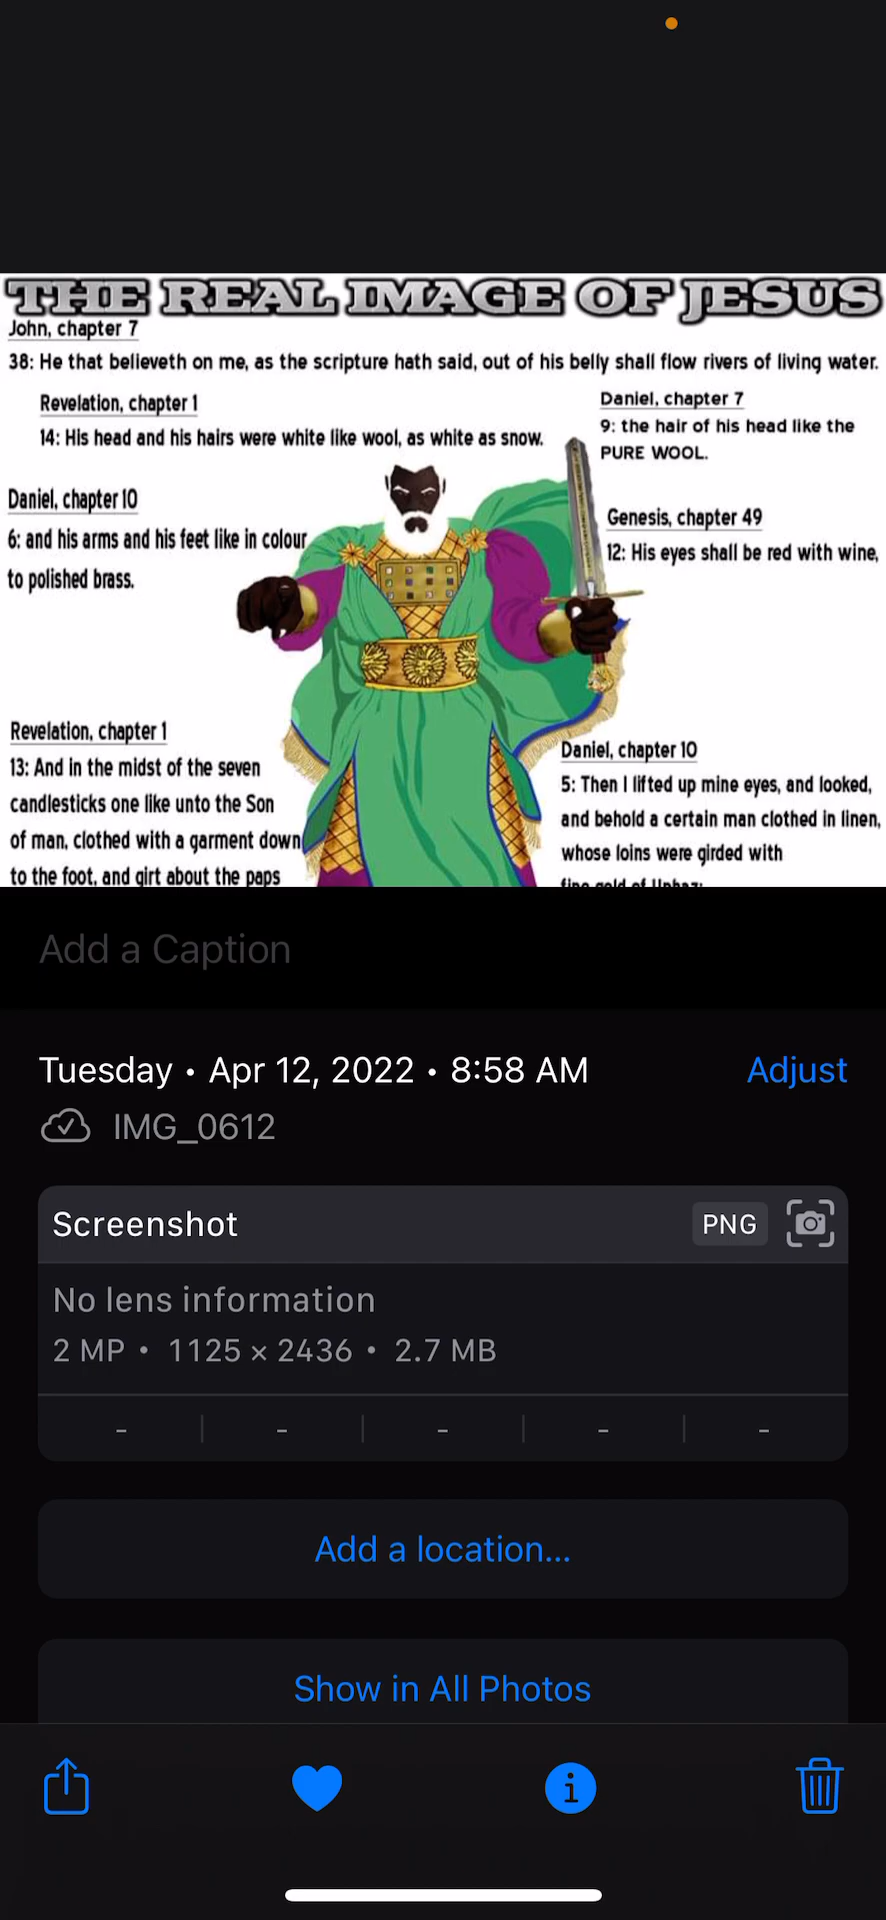 THE REAL IMAGE OF JESUS
John, chapter 7
38: He that believeth on me, as the scripture hath said, out of his belly shall flow rivers of living water.
Revelation, chapter 1
14: His head and his hairs were white like wool, as white as snow.
Daniel, chapter 7
9: the hair of his head like the
PURE WOOL.
Daniel, chapter 10
6: and his arms and his feet like in colour
to polished brass.
Genesis, chapter 49
12: His eyes shall be red with wine,
Revelation, chapter 1
13: And in the midst of the seven
candlesticks one like unto the Son
of man, clothed with a garment down
to the foot, and girt about the paps
Daniel, chapter 10
5: Then I lifted up mine eyes, and looked,
and behold a certain man clothed in linen,
whose loins were girded with
fine gold of Uphaz:
Add a Caption
Tuesday • Apr 12, 2022 • 8:58 AM
Adjust
IMG_0612
Screenshot
PNG
No lens information
2 MP • 1125 × 2436 • 2.7 MB
- - - - -
Add a location...
Show in All Photos